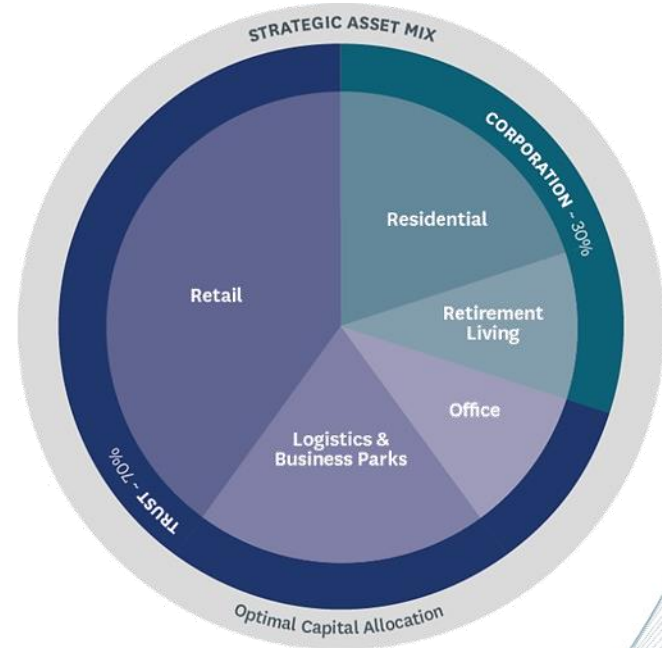 STRATEGIC ASSET MIX
CORPORATION ~ 30%
Residential
Retail
Retirement
Living
Office
Logistics &
Business Parks
TRUST ~ 70%
Optimal Capital Allocation